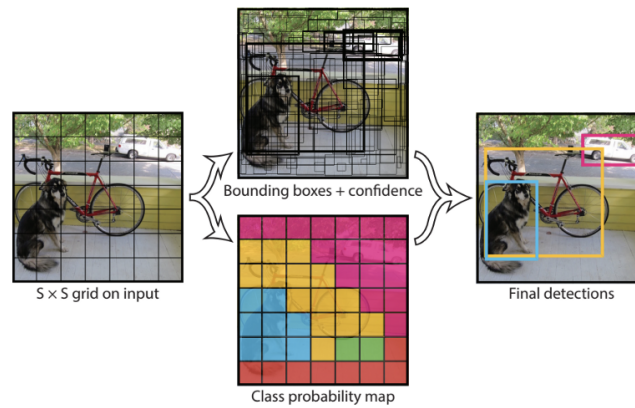 Bounding boxes + confidence
S × S grid on input
Final detections
Class probability map